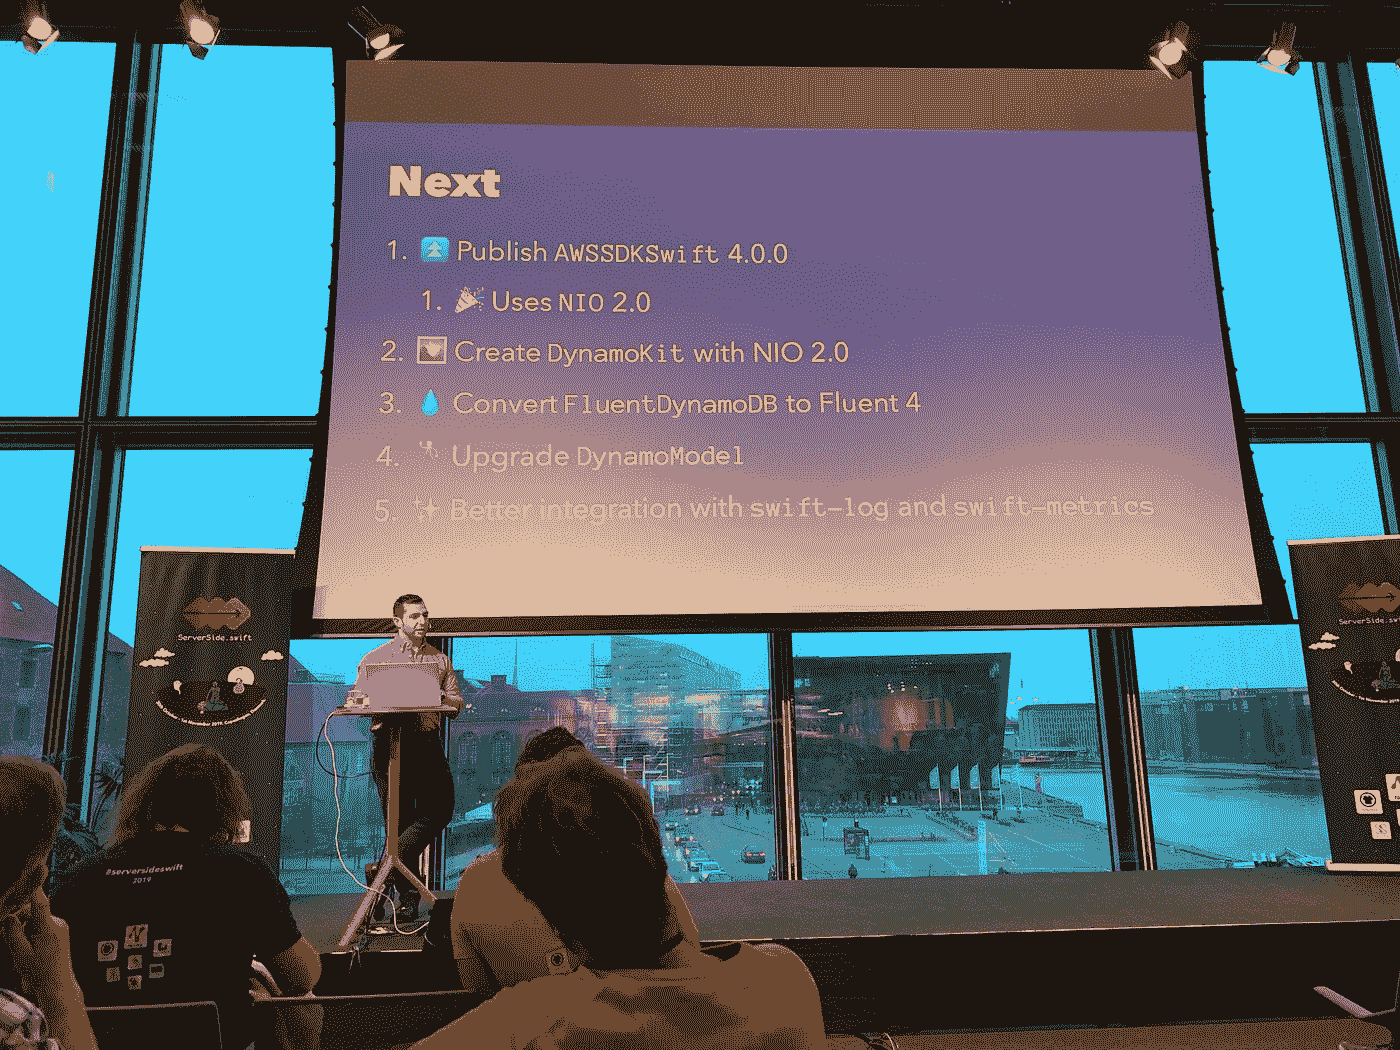 Next
1. Publish AWSSDKSwift 4.0.0
1. Uses NIO 2.0
2. Create DynamoKit with NIO 2.0
3. Convert FluentDynamoDB to Fluent 4
4. Upgrade DynamoModel
5. Better integration with swift-log and swift-metrics
ServerSide.swift
ServerSide.sw
#serversideswift
2019